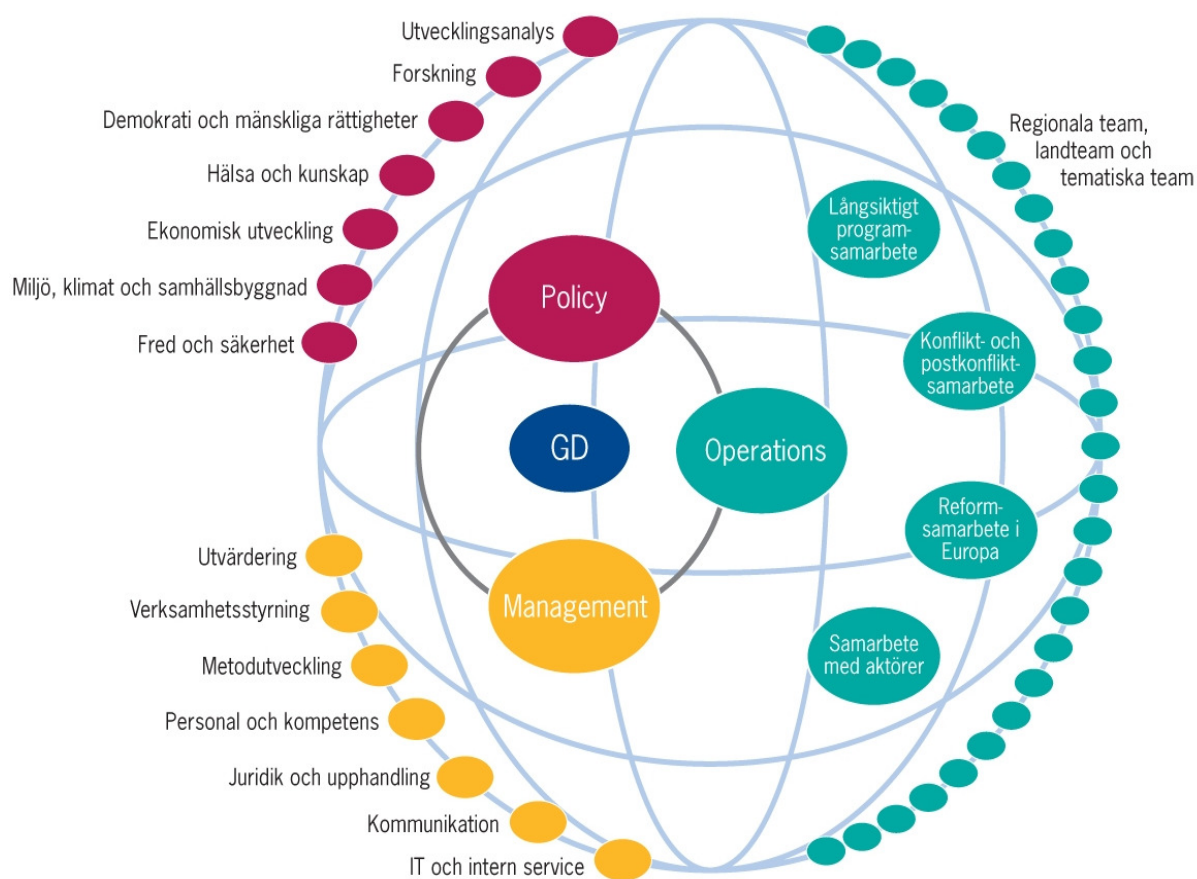 Utvecklingsanalys
Forskning
Demokrati och mänskliga rättigheter
Hälsa och kunskap
Ekonomisk utveckling
Miljö, klimat och samhällsbyggnad
Fred och säkerhet
Utvärdering
Verksamhetsstyrning
Metodutveckling
Personal och kompetens
Juridik och upphandling
Kommunikation
IT och intern service
Policy
GD
Operations
Management
Långsiktigt
program-
samarbete
Konflikt- och
postkonflikt-
samarbete
Reform-
samarbete i
Europa
Samarbete
med aktörer
Regionala team,
landteam och
tematiska team